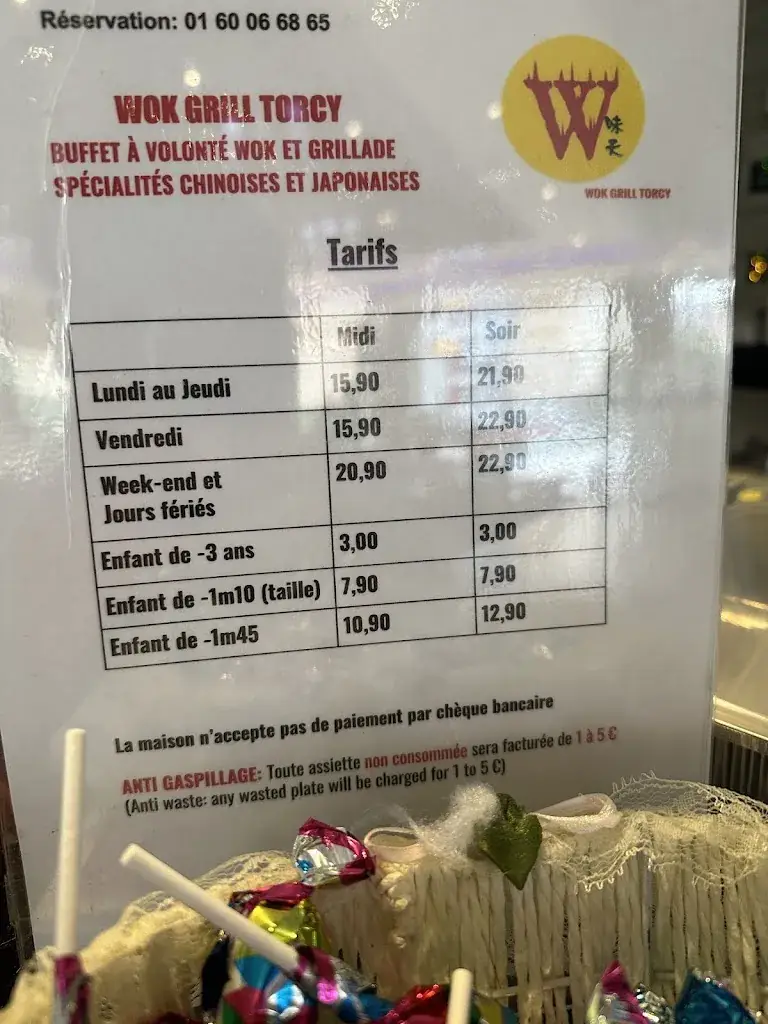 Réservation: 01 60 06 68 65
WOK GRILL TORCY
BUFFET À VOLONTÉ WOK ET GRILLADE
SPÉCIALITÉS CHINOISES ET JAPONAISES
W
味
天
WOK GRILL TORCY
Tarifs
Midi Soir
Lundi au Jeudi 15,90 21,90
Vendredi 15,90 22,90
Week-end et
Jours fériés 20,90 22,90
Enfant de -3 ans 3,00 3,00
Enfant de -1m10 (taille) 7,90 7,90
Enfant de -1m45 10,90 12,90
La maison n'accepte pas de paiement par chèque bancaire
ANTI GASPILLAGE: Toute assiette non consommée sera facturée de 1 à 5 €
(Anti waste: any wasted plate will be charged for 1 to 5 €)